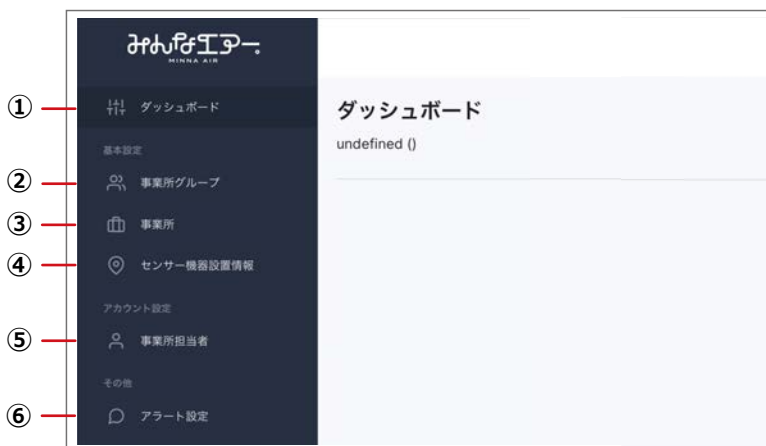 みんなエアー。
MINNA AIR
① ダッシュボード
ダッシュボード
undefined ()
基本設定
② 事業所グループ
③ 事業所
④ センサー機器設置情報
アカウント設定
⑤ 事業所担当者
その他
⑥ アラート設定